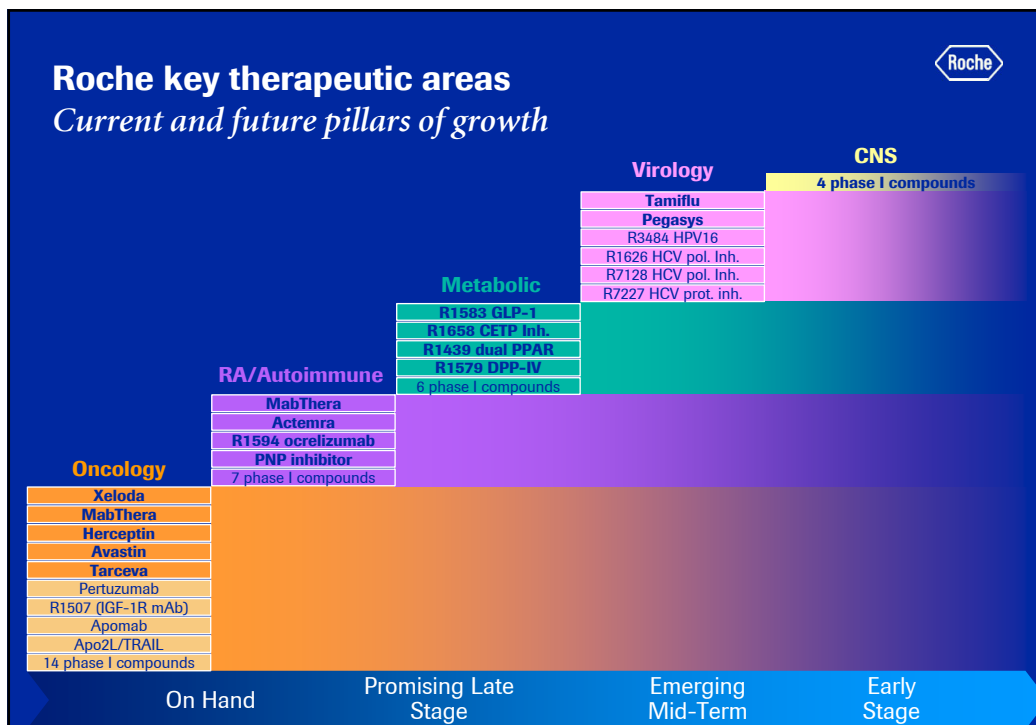 Roche key therapeutic areas
Current and future pillars of growth
Roche
CNS
4 phase I compounds
Virology
Tamiflu
Pegasys
R3484 HPV16
R1626 HCV pol. Inh.
R7128 HCV pol. Inh.
R7227 HCV prot. inh.
Metabolic
R1583 GLP-1
R1658 CETP Inh.
R1439 dual PPAR
R1579 DPP-IV
6 phase I compounds
RA/Autoimmune
MabThera
Actemra
R1594 ocrelizumab
PNP inhibitor
7 phase I compounds
Oncology
Xeloda
MabThera
Herceptin
Avastin
Tarceva
Pertuzumab
R1507 (IGF-1R mAb)
Apomab
Apo2L/TRAIL
14 phase I compounds
On Hand
Promising Late
Stage
Emerging
Mid-Term
Early
Stage